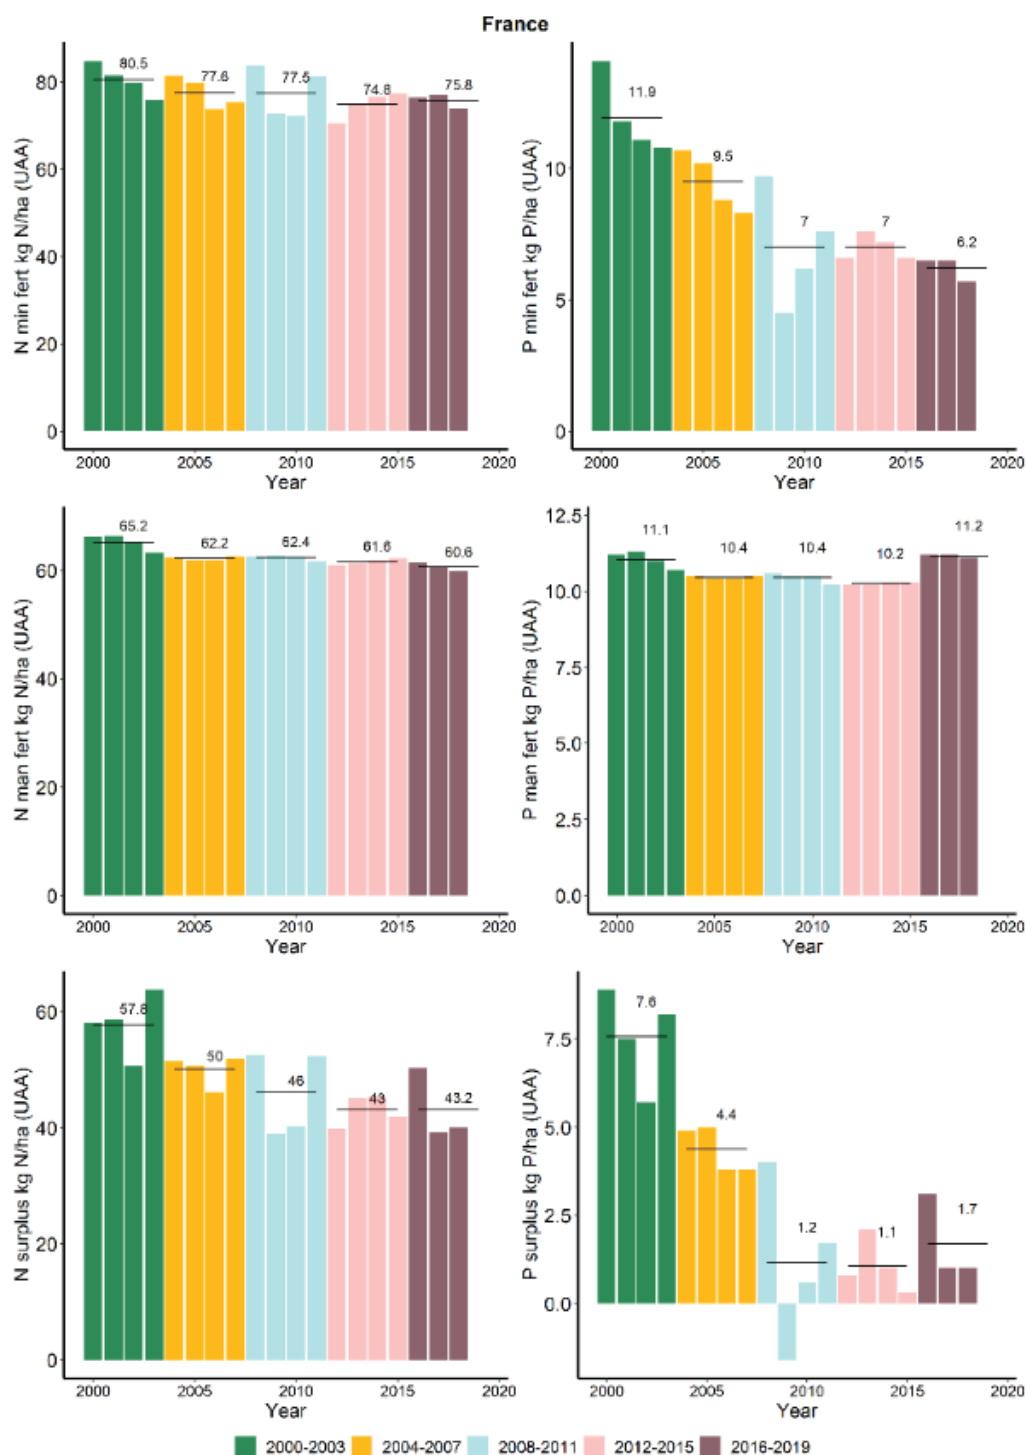 France
80.5 77.6 77.5 74.8 75.8
80
60
40
20
0
N min fert kg N/ha (UAA)
2000 2005 2010 2015 2020
Year
11.9 9.5 7 7 6.2
10
5
0
P min fert kg P/ha (UAA)
2000 2005 2010 2015 2020
Year
65.2 62.2 62.4 61.6 60.6
60
40
20
0
N man fert kg N/ha (UAA)
2000 2005 2010 2015 2020
Year
11.1 10.4 10.4 10.2 11.2
12.5
10.0
7.5
5.0
2.5
0.0
P man fert kg P/ha (UAA)
2000 2005 2010 2015 2020
Year
57.8 50 46 43 43.2
60
40
20
0
N surplus kg N/ha (UAA)
2000 2005 2010 2015 2020
Year
7.6 4.4 1.2 1.1 1.7
7.5
5.0
2.5
0.0
P surplus kg P/ha (UAA)
2000 2005 2010 2015 2020
Year
2000-2003 2004-2007 2008-2011 2012-2015 2016-2019